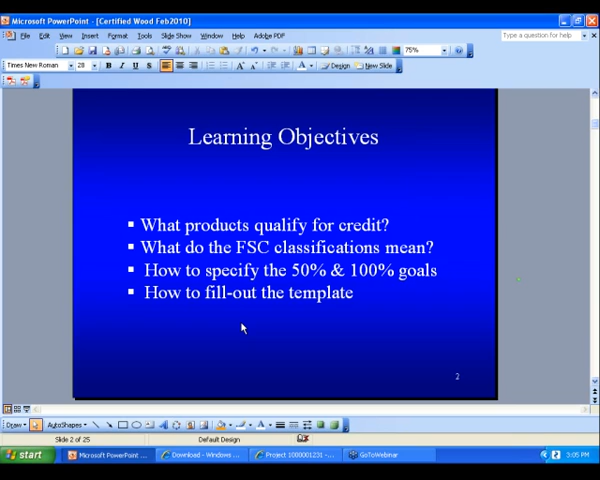 Microsoft PowerPoint - [Certified Wood Feb2010]
File Edit View Insert Format Tools Slide Show Window Help Adobe PDF
Type a question for help
75%
Times New Roman 28 B I U S Design New Slide
Learning Objectives
What products qualify for credit?
What do the FSC classifications mean?
How to specify the 50% & 100% goals
How to fill-out the template
2
Draw AutoShapes
Slide 2 of 25 Default Design
start Microsoft PowerPoint ... Download - Windows ... Project 1000001231 - ... GoToWebinar 3:05 PM